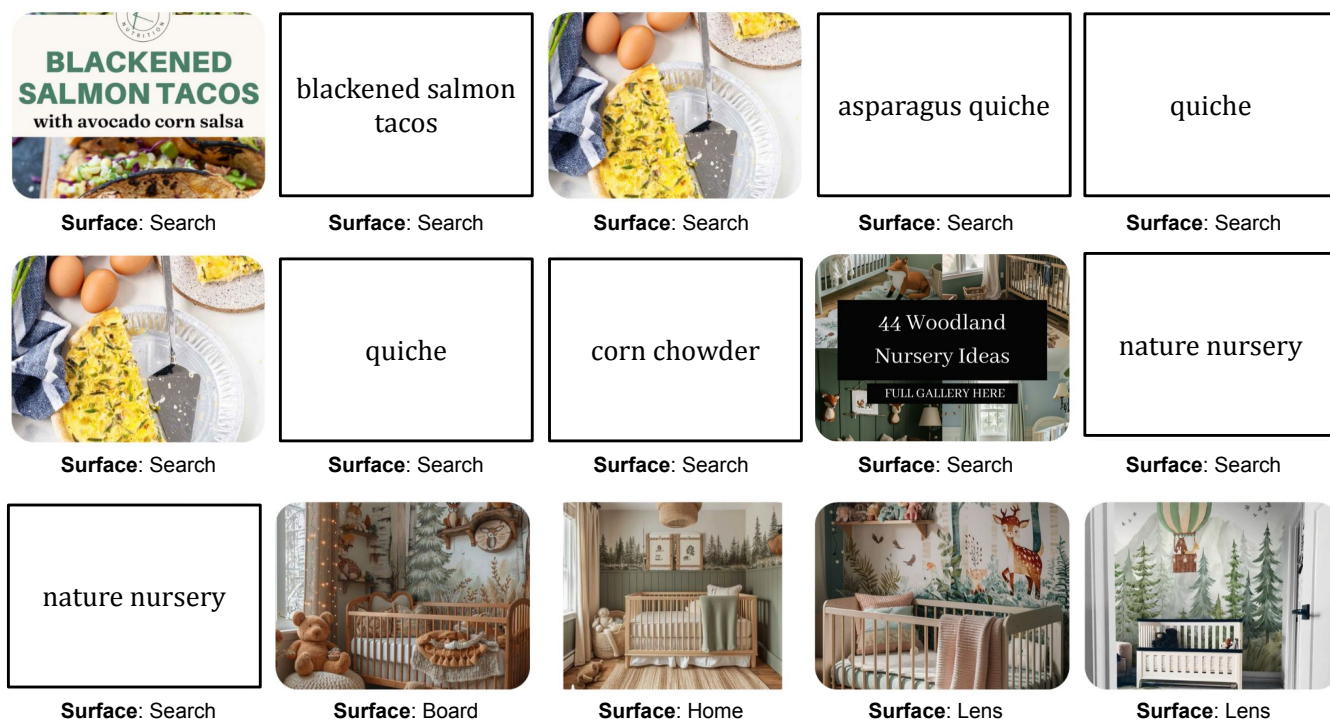 NUTRITION
BLACKENED
SALMON TACOS
with avocado corn salsa
Surface: Search
blackened salmon
tacos
Surface: Search
Surface: Search
asparagus quiche
Surface: Search
quiche
Surface: Search
Surface: Search
quiche
Surface: Search
corn chowder
Surface: Search
44 Woodland
Nursery Ideas
FULL GALLERY HERE
Surface: Search
nature nursery
Surface: Search
nature nursery
Surface: Search
Surface: Board
Surface: Home
Surface: Lens
Surface: Lens